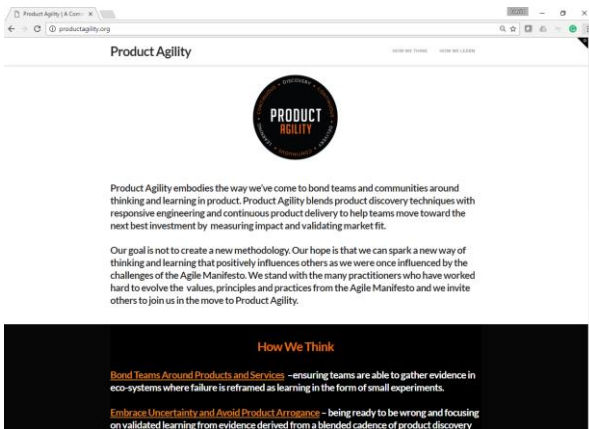 Product Agility | A Com
productagility.org
Product Agility
HOW WE THINK HOW WE LEARN
CONTINUOUS • DISCOVERY • CONTINUOUS
PRODUCT
AGILITY
LEARNING • CONTINUOUS • DELIVERY
Product Agility embodies the way we've come to bond teams and communities around
thinking and learning in product. Product Agility blends product discovery techniques with
responsive engineering and continuous product delivery to help teams move toward the
next best investment by measuring impact and validating market fit.
Our goal is not to create a new methodology. Our hope is that we can spark a new way of
thinking and learning that positively influences others as we were once influenced by the
challenges of the Agile Manifesto. We stand with the many practitioners who have worked
hard to evolve the values, principles and practices from the Agile Manifesto and we invite
others to join us in the move to Product Agility.
How We Think
Bond Teams Around Products and Services –ensuring teams are able to gather evidence in
eco-systems where failure is reframed as learning in the form of small experiments.
Embrace Uncertainty and Avoid Product Arrogance – being ready to be wrong and focusing
on validated learning from evidence derived from a blended cadence of product discovery